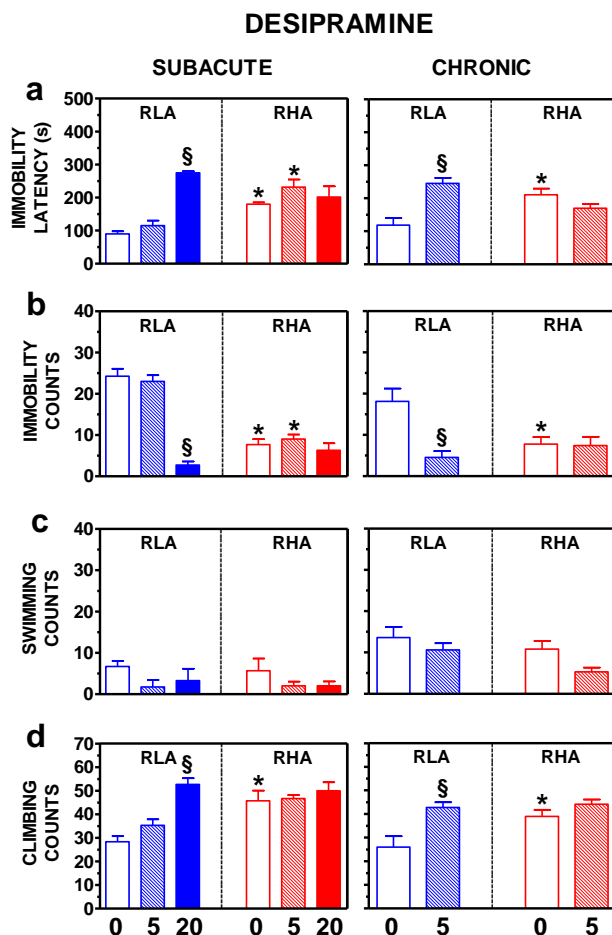 DESIPRAMINE
SUBACUTE CHRONIC
a
IMMOBILITY
LATENCY (s)
500
400
300
200
100
0
RLA RHA RLA RHA
§ * * § *
b
IMMOBILITY
COUNTS
40
30
20
10
0
RLA RHA RLA RHA
§ * * § *
c
SWIMMING
COUNTS
40
30
20
10
0
RLA RHA RLA RHA
d
CLIMBING
COUNTS
70
60
50
40
30
20
10
0
RLA RHA RLA RHA
§ * § *
0 5 20 0 5 20 0 5 0 5